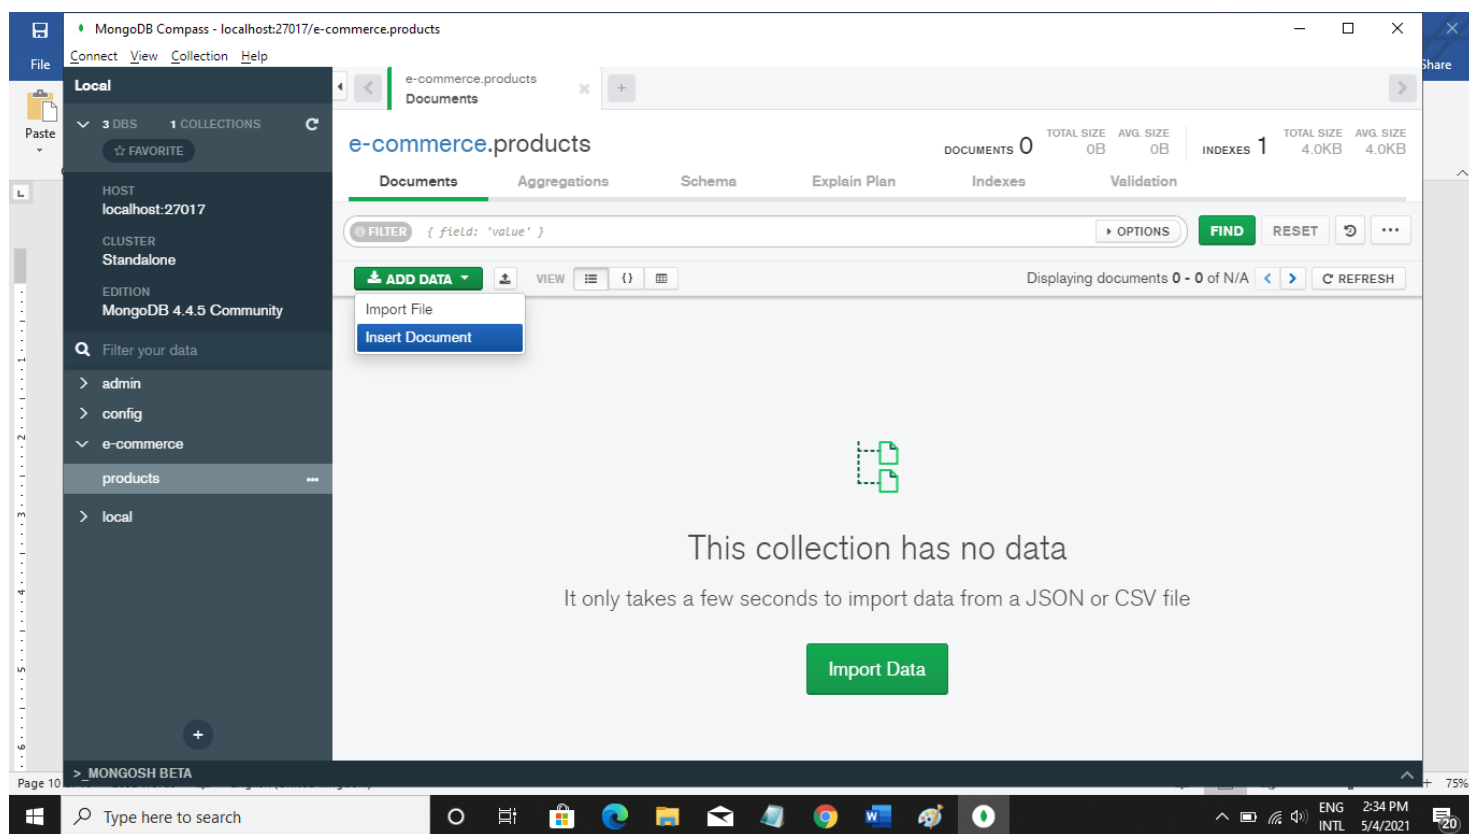 MongoDB Compass - localhost:27017/e-commerce.products
File
Connect View Collection Help
Share
Local
e-commerce.products
Documents
Paste
3 DBS 1 COLLECTIONS
FAVORITE
e-commerce.products
DOCUMENTS 0 TOTAL SIZE 0B AVG. SIZE 0B INDEXES 1 TOTAL SIZE 4.0KB AVG. SIZE 4.0KB
Documents Aggregations Schema Explain Plan Indexes Validation
HOST
localhost:27017
FILTER { field: 'value' } OPTIONS FIND RESET
CLUSTER
Standalone
ADD DATA VIEW Displaying documents 0 - 0 of N/A REFRESH
EDITION
MongoDB 4.4.5 Community
Import File
Insert Document
Filter your data
admin
config
e-commerce
products
local
This collection has no data
It only takes a few seconds to import data from a JSON or CSV file
Import Data
>_MONGOSH BETA
Page 10
75%
Type here to search
ENG
INTL
2:34 PM
5/4/2021
20